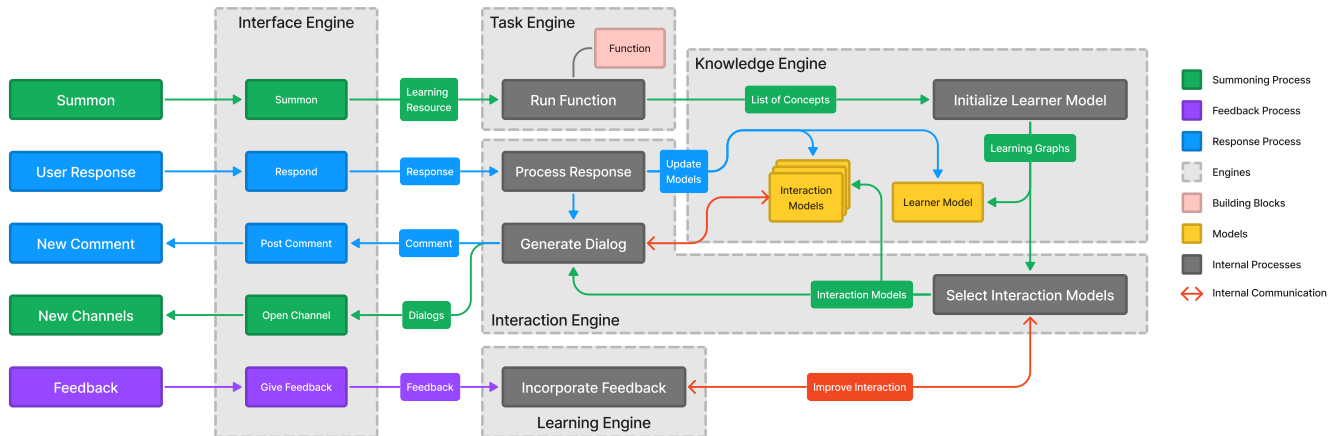 Interface Engine
Task Engine
Function
Knowledge Engine
Summon
Summon
Learning
Resource
Run Function
List of Concepts
Initialize Learner Model
Learning Graphs
User Response
Respond
Response
Process Response
Update
Models
Interaction
Models
Learner Model
New Comment
Post Comment
Comment
Generate Dialog
New Channels
Open Channel
Dialogs
Interaction Models
Select Interaction Models
Interaction Engine
Feedback
Give Feedback
Feedback
Incorporate Feedback
Improve Interaction
Learning Engine
Summoning Process
Feedback Process
Response Process
Engines
Building Blocks
Models
Internal Processes
Internal Communication